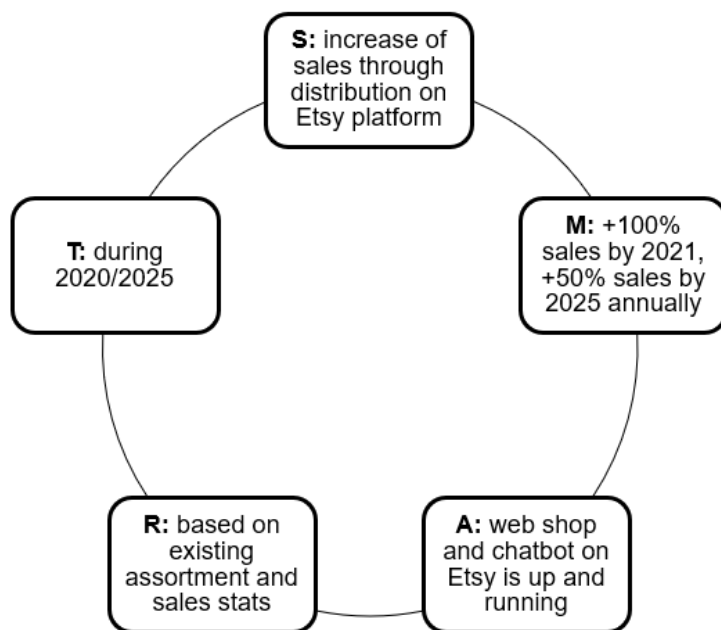 S: increase of
sales through
distribution on
Etsy platform
M: +100%
sales by 2021,
+50% sales by
2025 annually
A: web shop
and chatbot on
Etsy is up and
running
R: based on
existing
assortment and
sales stats
T: during
2020/2025